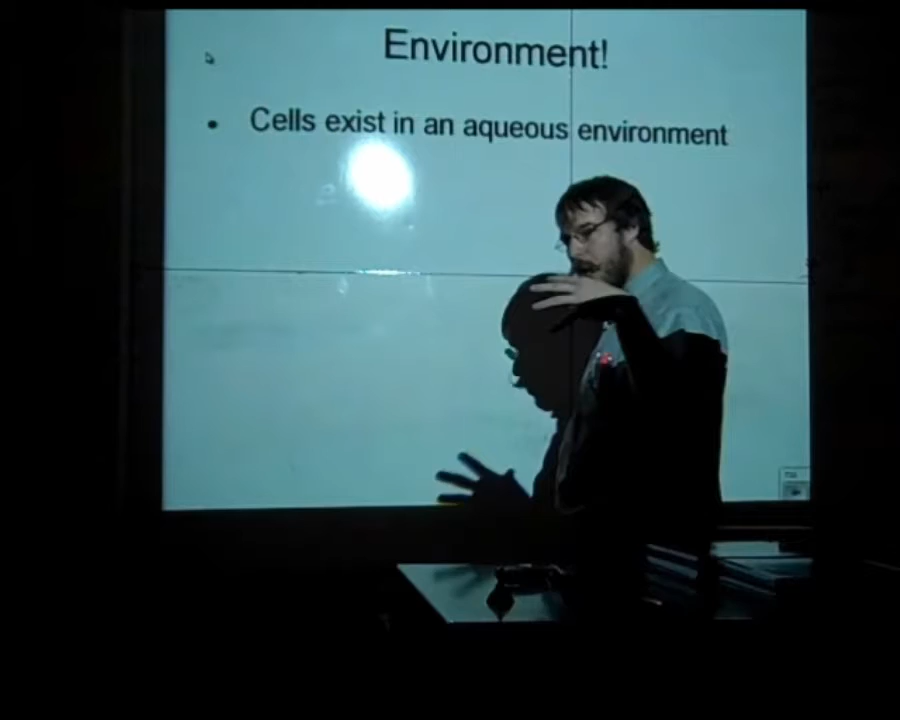 Environment!
• Cells exist in an aqueous environment